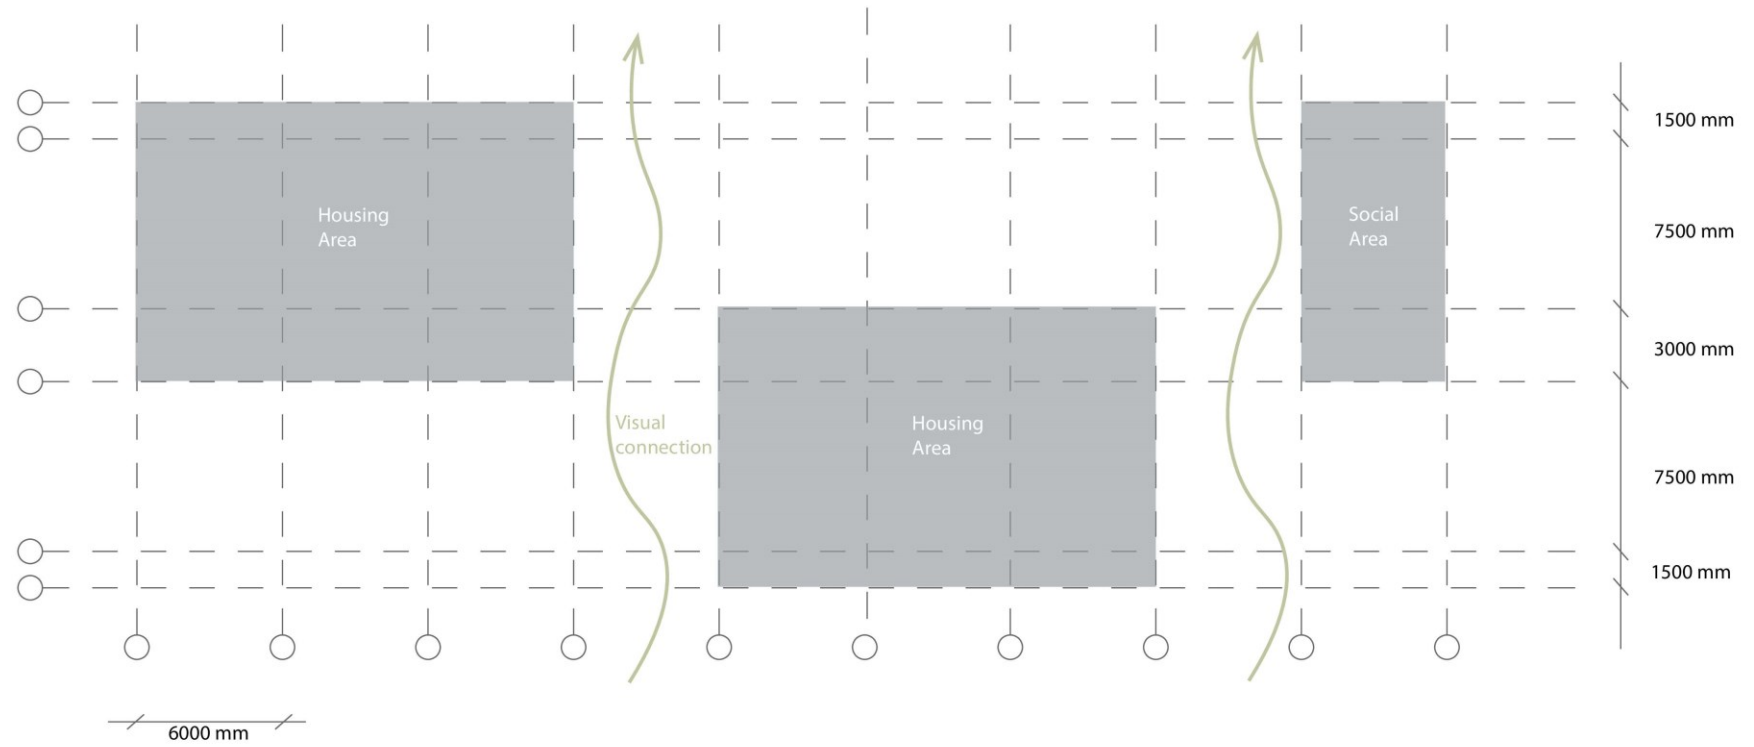 1500 mm
Housing
Area
Social
Area
7500 mm
3000 mm
Visual
connection
Housing
Area
7500 mm
1500 mm
6000 mm